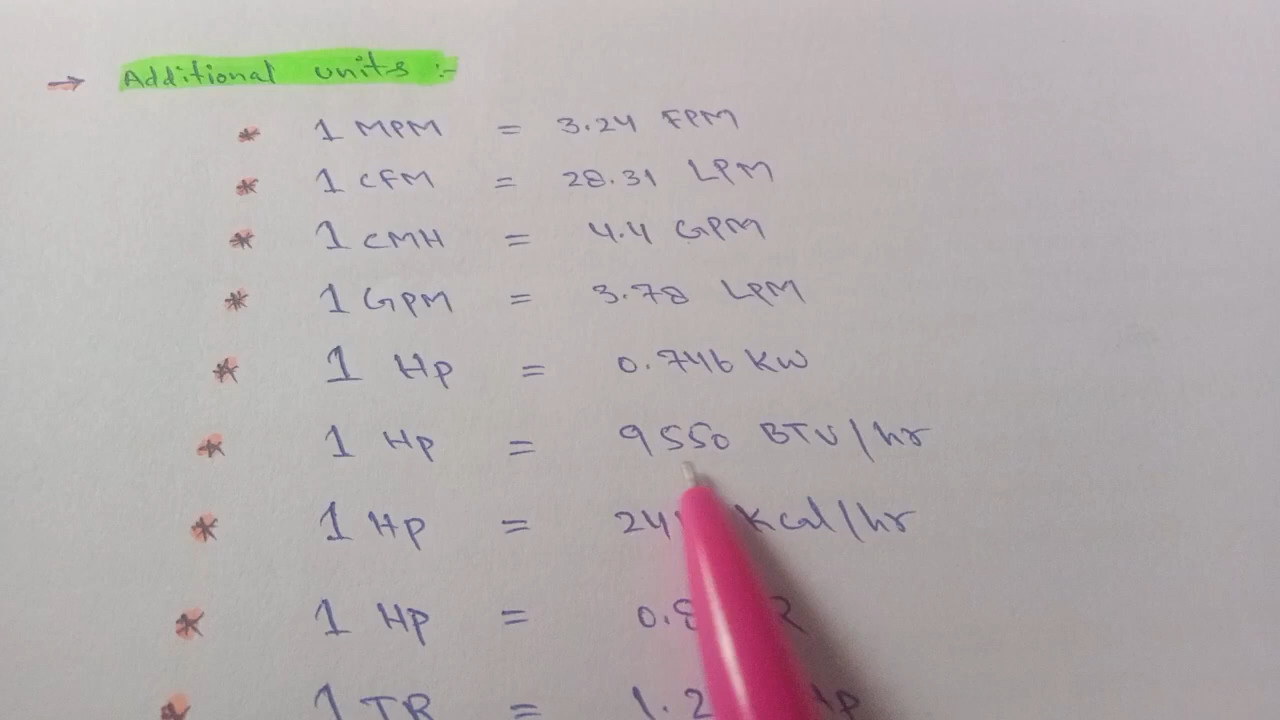 → Additional units :-
* 1 MPM = 3.24 FPM
* 1 CFM = 28.31 LPM
* 1 CMH = 4.4 GPM
* 1 GPM = 3.78 LPM
* 1 Hp = 0.746 KW
* 1 Hp = 9550 BTU/hr
* 1 Hp = Kcal/hr
* 1 Hp =
* 1 TR =